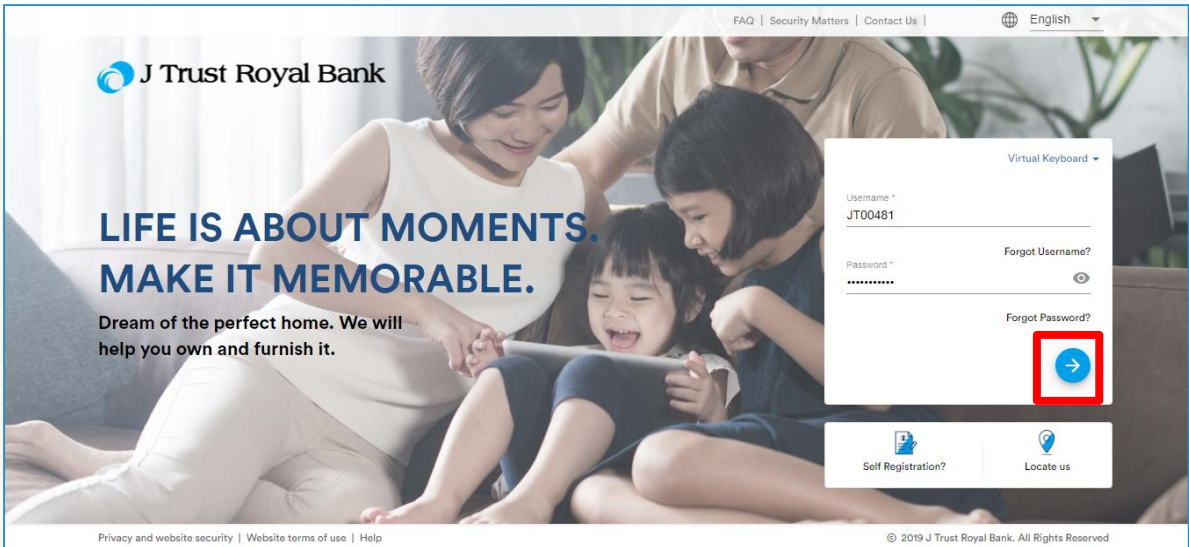 FAQ | Security Matters | Contact Us | English
J Trust Royal Bank
LIFE IS ABOUT MOMENTS.
MAKE IT MEMORABLE.
Dream of the perfect home. We will
help you own and furnish it.
Virtual Keyboard
Username *
JT00481
Forgot Username?
Password *
•••••••••••
Forgot Password?
Self Registration?
Locate us
Privacy and website security | Website terms of use | Help
© 2019 J Trust Royal Bank. All Rights Reserved